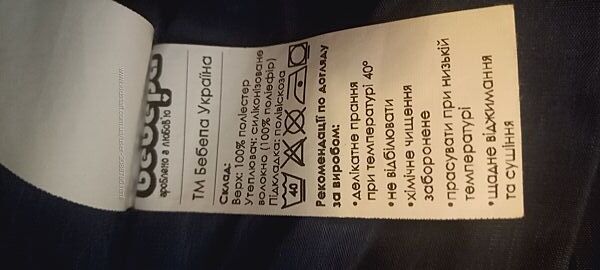 бебепа
зроблено з любов'ю
ТМ Бебепа Україна
Склад:
Верх: 100% поліестер
Утеплювач: силіконізоване
волокно (100% поліефір)
Підкладка: полівіскоза
40
Рекомендації по догляду
за виробом:
•делікатне прання
при температурі 40°
•не відбілювати
•хімічне чищення
заборонене
•прасувати при низькій
температурі
•щадне віджимання
та сушіння